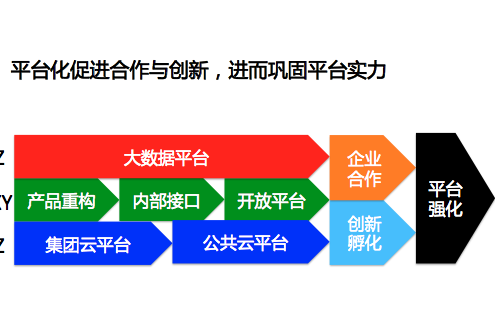 平台化促进合作与创新，进而巩固平台实力
Z
大数据平台
企业
合作
平台
强化
XY
产品重构
内部接口
开放平台
创新
孵化
Z
集团云平台
公共云平台